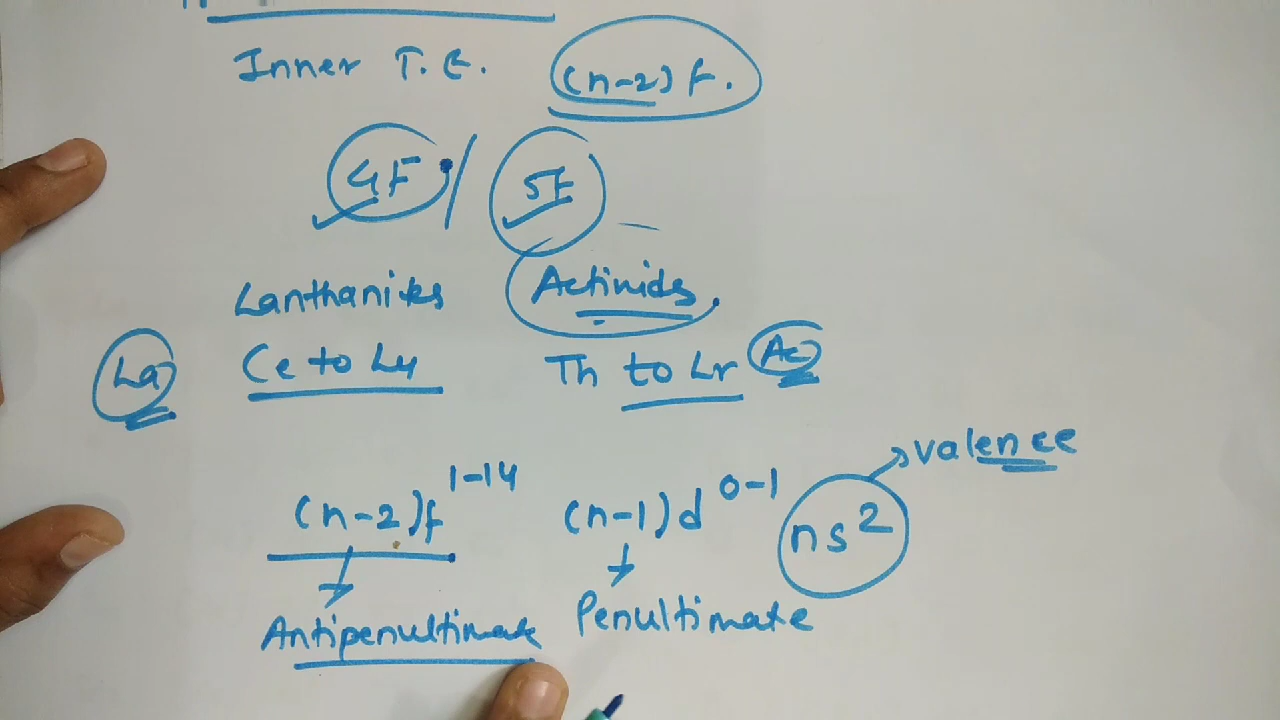 Inner T.E. (n-2)f.
4F / 5F
Lanthanides Actinids.
La Ce to Lu Th to Lr Ac
valence
(n-2)f 1-14 (n-1)d 0-1 ns2
Antipenultimate Penultimate